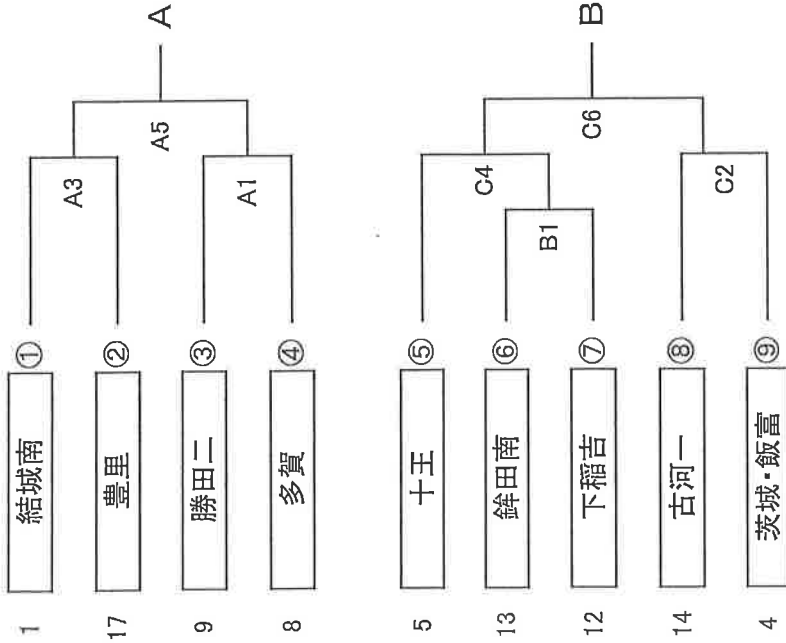 1 結城南 ①
17 豊里 ②
9 勝田二 ③
8 多賀 ④
A3
A1
A5
A
5 十王 ⑤
13 鉾田南 ⑥
12 下稲吉 ⑦
14 古河一 ⑧
4 茨城・飯富 ⑨
B1
C4
C2
C6
B